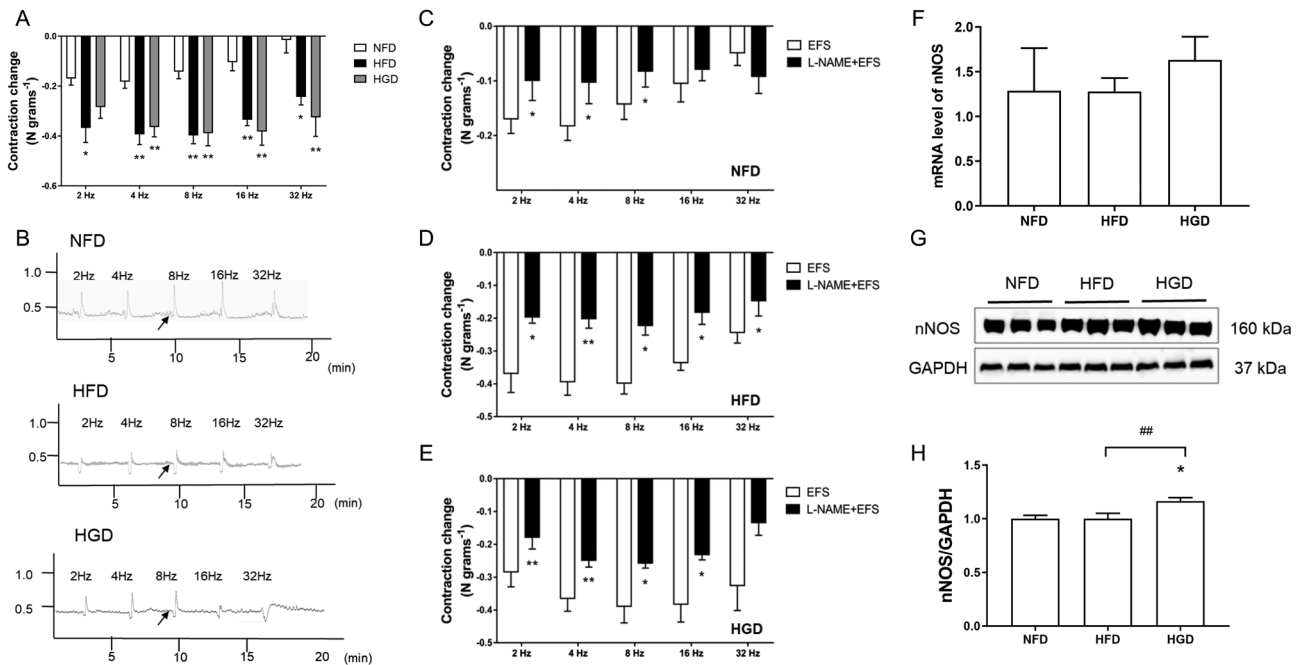 A
0.0
-0.2
-0.4
-0.6
Contraction change
(N grams⁻¹)
NFD
HFD
HGD
*
**
**
**
**
**
**
*
**
2 Hz 4 Hz 8 Hz 16 Hz 32 Hz
B
NFD
1.0
0.5
2Hz 4Hz 8Hz 16Hz 32Hz
5 10 15 20 (min)
HFD
1.0
0.5
2Hz 4Hz 8Hz 16Hz 32Hz
5 10 15 20 (min)
HGD
1.0
0.5
2Hz 4Hz 8Hz 16Hz 32Hz
5 10 15 20 (min)
C
0.0
-0.1
-0.2
Contraction change
(N grams⁻¹)
EFS
L-NAME+EFS
* * *
NFD
2 Hz 4 Hz 8 Hz 16 Hz 32 Hz
D
0.0
-0.1
-0.2
-0.3
-0.4
-0.5
Contraction change
(N grams⁻¹)
EFS
L-NAME+EFS
* ** * * *
HFD
2 Hz 4 Hz 8 Hz 16 Hz 32 Hz
E
0.0
-0.1
-0.2
-0.3
-0.4
-0.5
Contraction change
(N grams⁻¹)
EFS
L-NAME+EFS
** ** * *
HGD
2 Hz 4 Hz 8 Hz 16 Hz 32 Hz
F
2.0
1.5
1.0
0.5
0.0
mRNA level of nNOS
NFD HFD HGD
G
NFD HFD HGD
nNOS 160 kDa
GAPDH 37 kDa
H
1.5
1.0
0.5
0.0
nNOS/GAPDH
##
*
NFD HFD HGD